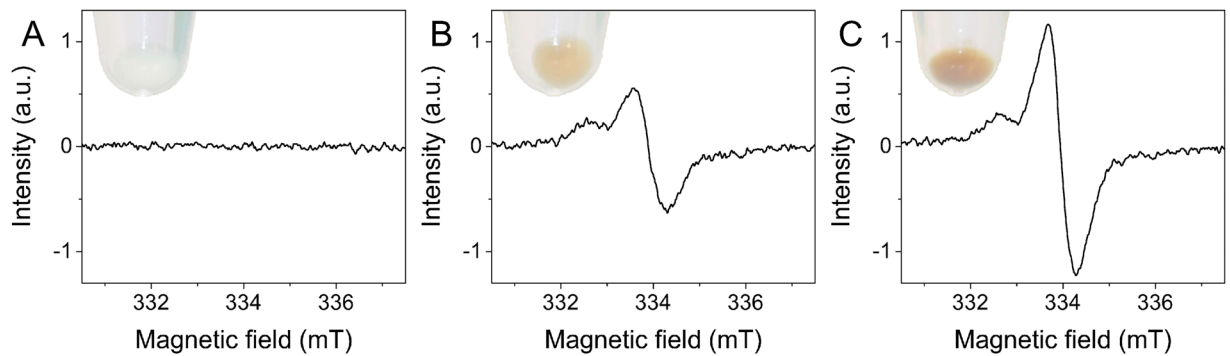 A
1
0
-1
Intensity (a.u.)
332 334 336
Magnetic field (mT)
B
1
0
-1
Intensity (a.u.)
332 334 336
Magnetic field (mT)
C
1
0
-1
Intensity (a.u.)
332 334 336
Magnetic field (mT)